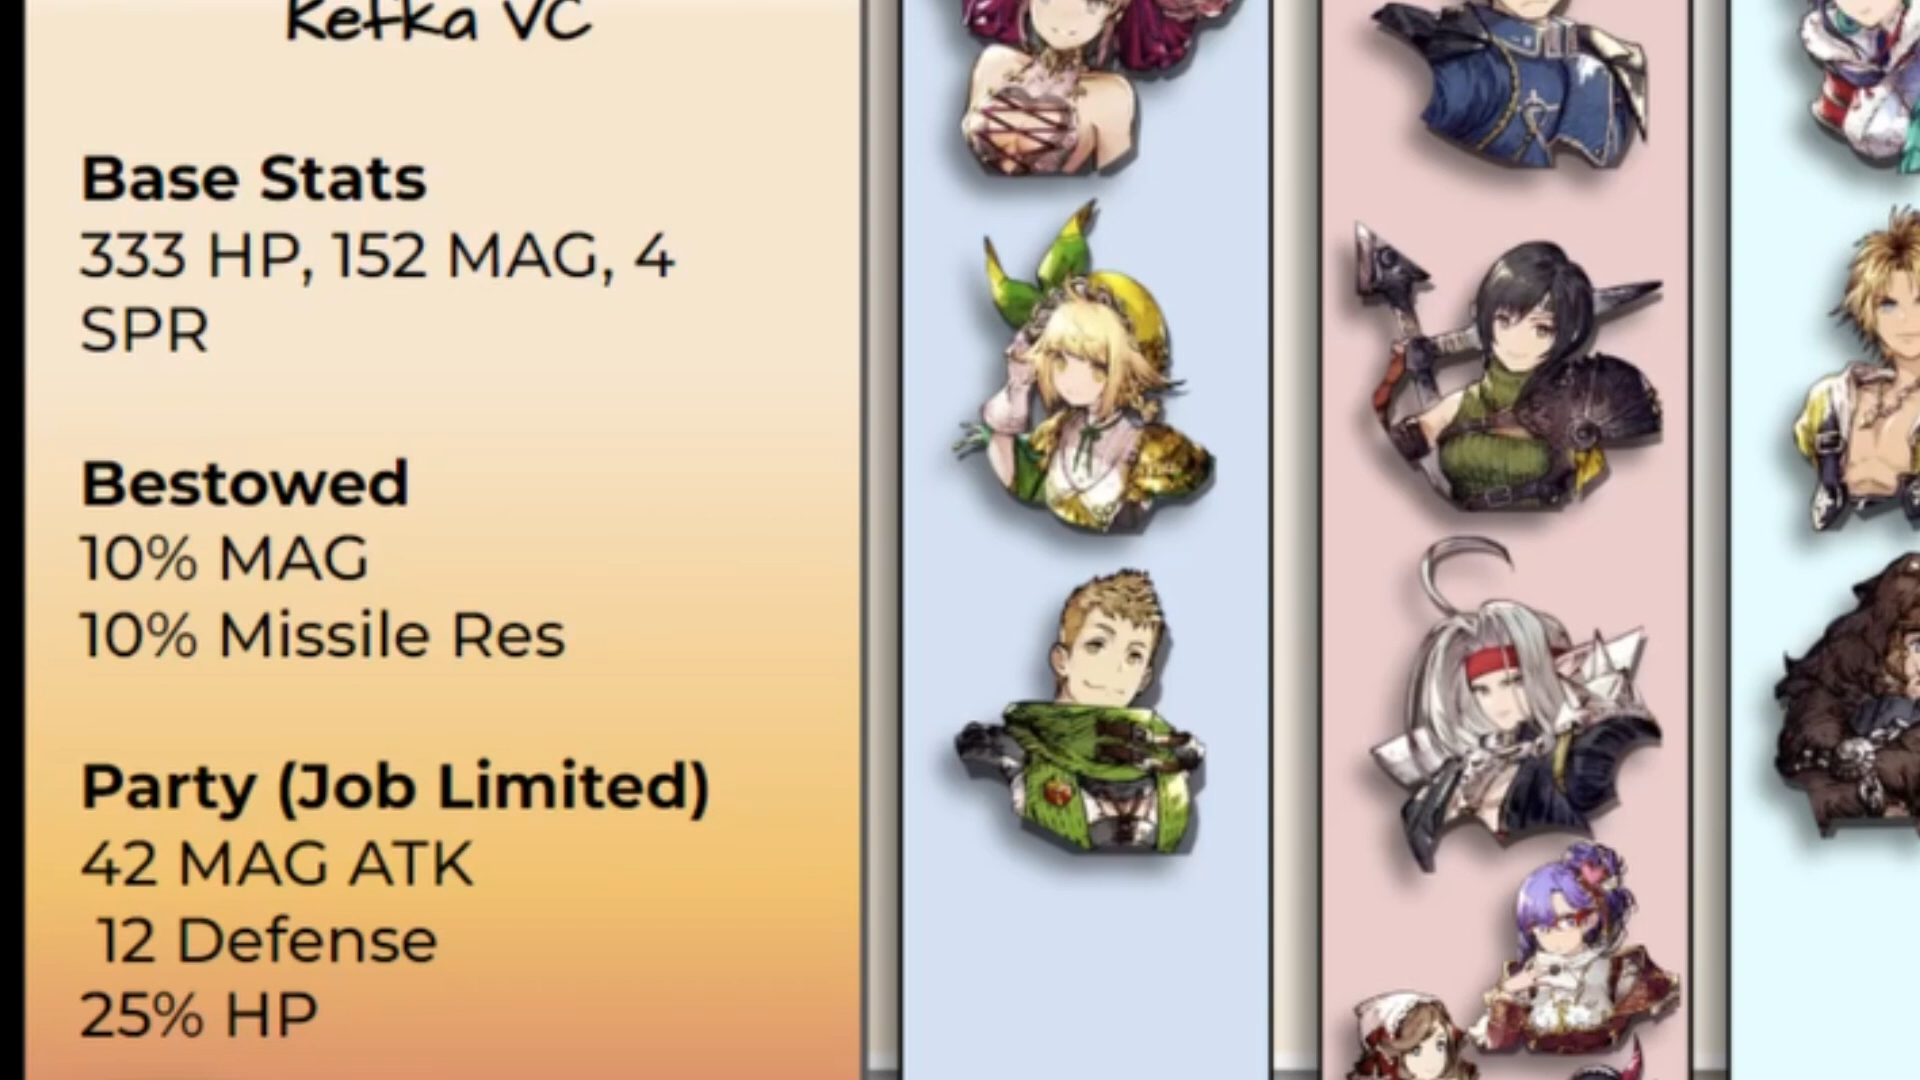 Kefka VC
Base Stats
333 HP, 152 MAG, 4
SPR
Bestowed
10% MAG
10% Missile Res
Party (Job Limited)
42 MAG ATK
12 Defense
25% HP